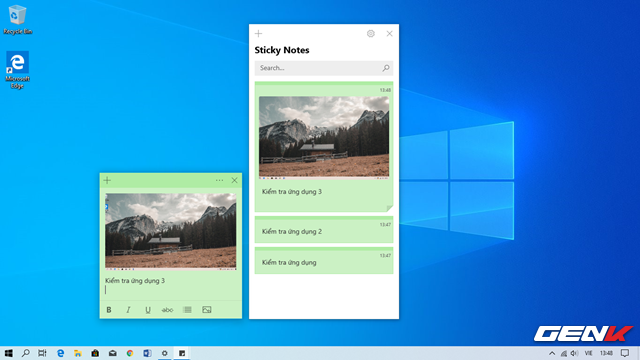 Recycle Bin
Microsoft
Edge
Sticky Notes
Search...
13:48
Kiểm tra ứng dụng 3
13:47
Kiểm tra ứng dụng 2
13:47
Kiểm tra ứng dụng
Kiểm tra ứng dụng 3
B I U abc
VIE 13:48
GENK